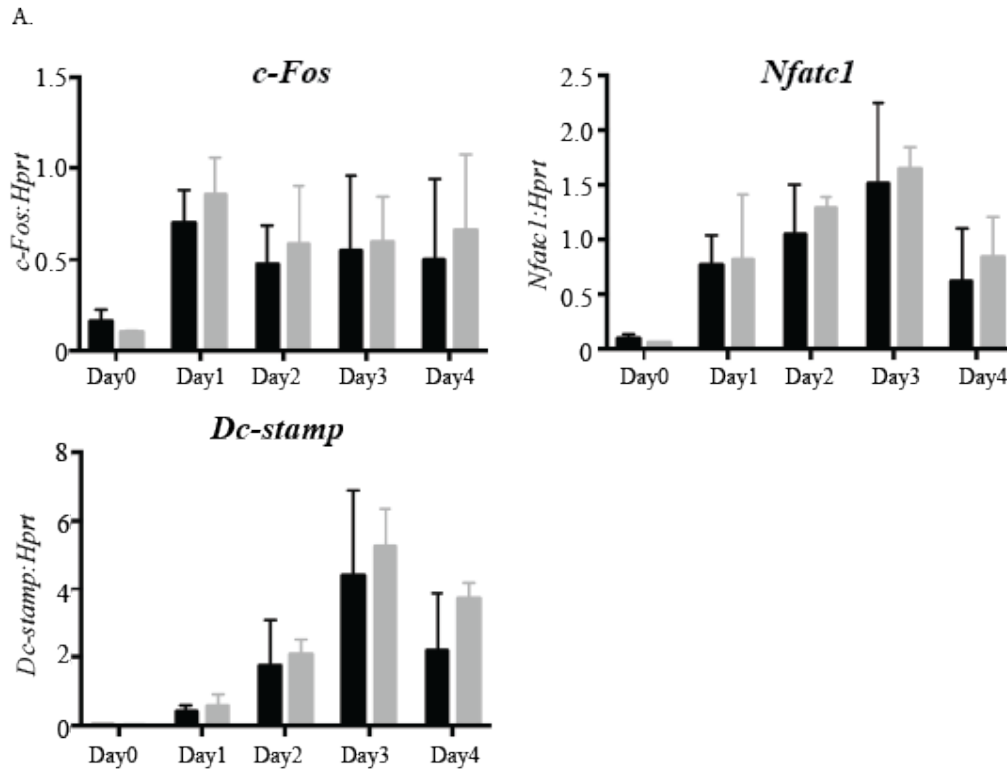 A.
c-Fos
1.5
1.0
0.5
0
c-Fos:Hprt
Day0 Day1 Day2 Day3 Day4
Nfatc1
2.5
2.0
1.5
1.0
0.5
0
Nfatc1:Hprt
Day0 Day1 Day2 Day3 Day4
Dc-stamp
8
6
4
2
0
Dc-stamp:Hprt
Day0 Day1 Day2 Day3 Day4